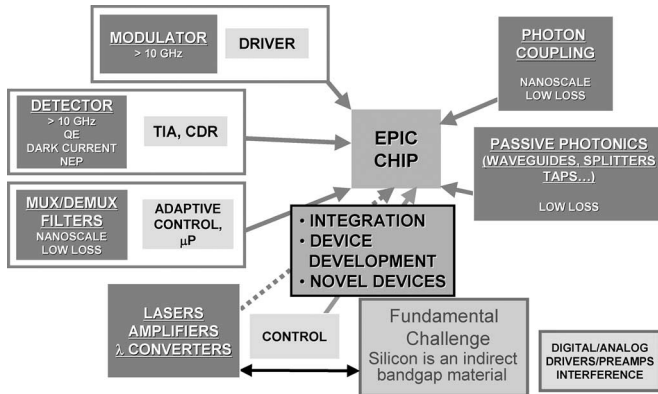 MODULATOR
> 10 GHz
DRIVER
PHOTON
COUPLING
NANOSCALE
LOW LOSS
DETECTOR
> 10 GHz
QE
DARK CURRENT
NEP
TIA, CDR
EPIC
CHIP
PASSIVE PHOTONICS
(WAVEGUIDES, SPLITTERS
TAPS…)
LOW LOSS
MUX/DEMUX
FILTERS
NANOSCALE
LOW LOSS
ADAPTIVE
CONTROL,
μP
• INTEGRATION
• DEVICE
DEVELOPMENT
• NOVEL DEVICES
LASERS
AMPLIFIERS
λ CONVERTERS
CONTROL
Fundamental
Challenge
Silicon is an indirect
bandgap material
DIGITAL/ANALOG
DRIVERS/PREAMPS
INTERFERENCE